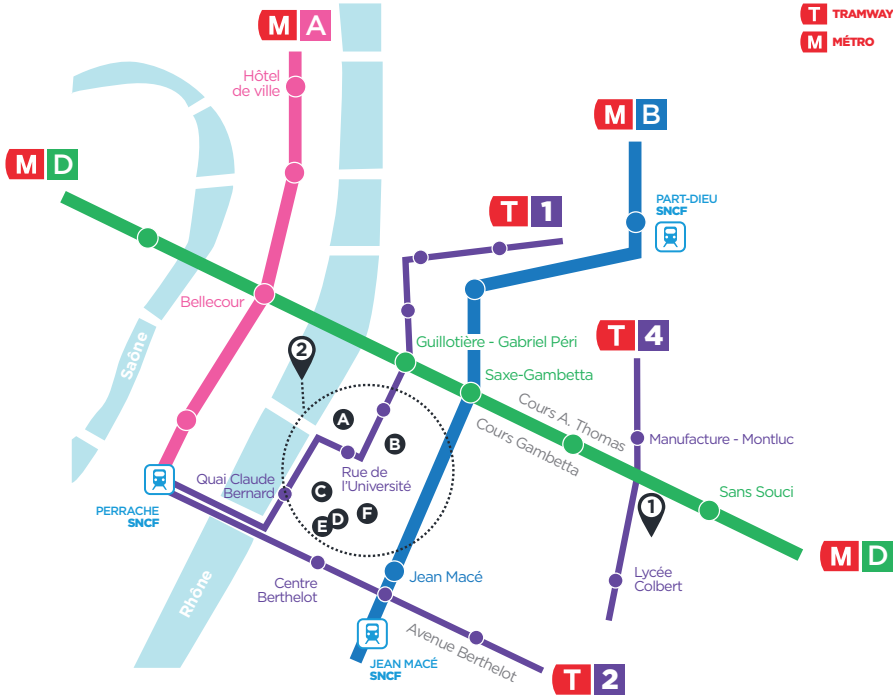 T TRAMWAY
M MÉTRO
M A
Hôtel
de ville
M B
M D
PART-DIEU
SNCF
T 1
Bellecour
Saône
Guillotière - Gabriel Péri
T 4
2
Saxe-Gambetta
Cours A. Thomas
Cours Gambetta
A
B
Manufacture - Montluc
Rue de
l'Université
Quai Claude
Bernard
C
D
E
F
PERRACHE
SNCF
Sans Souci
1
M D
Rhône
Centre
Berthelot
Jean Macé
Lycée
Colbert
Avenue Berthelot
JEAN MACÉ
SNCF
T 2